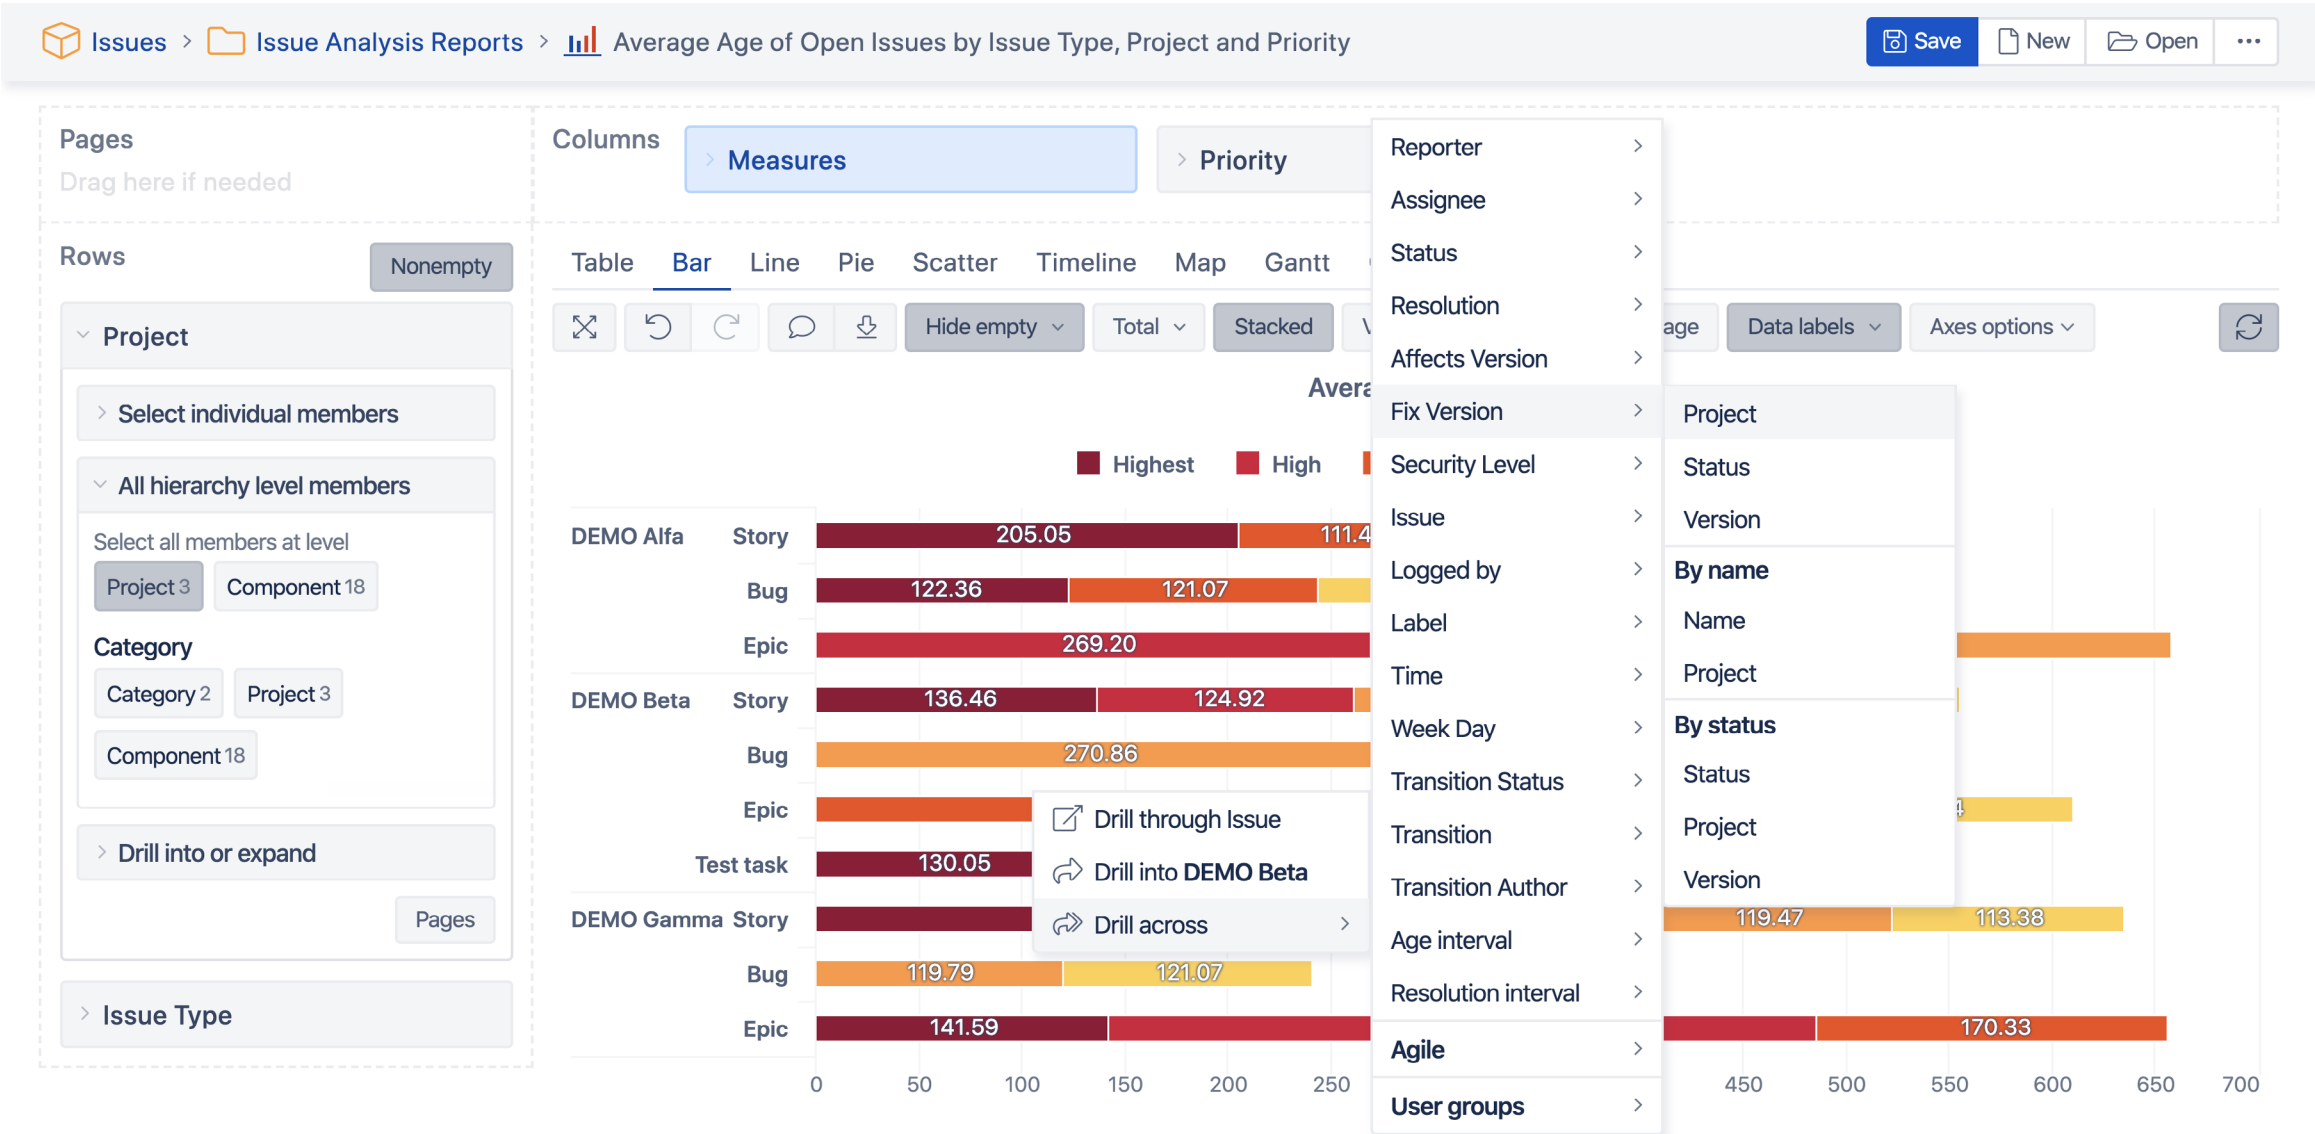 Issues > Issue Analysis Reports > Average Age of Open Issues by Issue Type, Project and Priority
Save New Open ···
Pages
Drag here if needed
Columns
Measures
Priority
Rows
Nonempty
Project
Select individual members
All hierarchy level members
Select all members at level
Project 3 Component 18
Category
Category 2 Project 3
Component 18
Drill into or expand
Pages
Issue Type
Table Bar Line Pie Scatter Timeline Map Gantt
Hide empty Total Stacked V age Data labels Axes options
Avera
Highest High
DEMO Alfa Story 205.05 111.4
Bug 122.36 121.07
Epic 269.20
DEMO Beta Story 136.46 124.92
Bug 270.86
Epic 4
Test task 130.05
DEMO Gamma Story 119.47 113.38
Bug 119.79 121.07
Epic 141.59 170.33
0 50 100 150 200 250 450 500 550 600 650 700
Drill through Issue
Drill into DEMO Beta
Drill across
Reporter
Assignee
Status
Resolution
Affects Version
Fix Version
Security Level
Issue
Logged by
Label
Time
Week Day
Transition Status
Transition
Transition Author
Age interval
Resolution interval
Agile
User groups
Project
Status
Version
By name
Name
Project
By status
Status
Project
Version